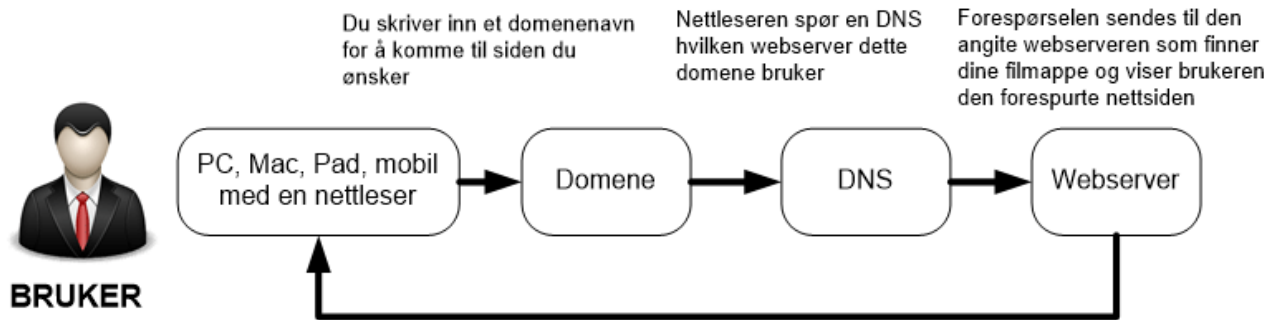 Du skriver inn et domenenavn
for å komme til siden du
ønsker
Nettleseren spør en DNS
hvilken webserver dette
domene bruker
Forespørselen sendes til den
angite webserveren som finner
dine filmappe og viser brukeren
den forespurte nettsiden
PC, Mac, Pad, mobil
med en nettleser
Domene
DNS
Webserver
BRUKER